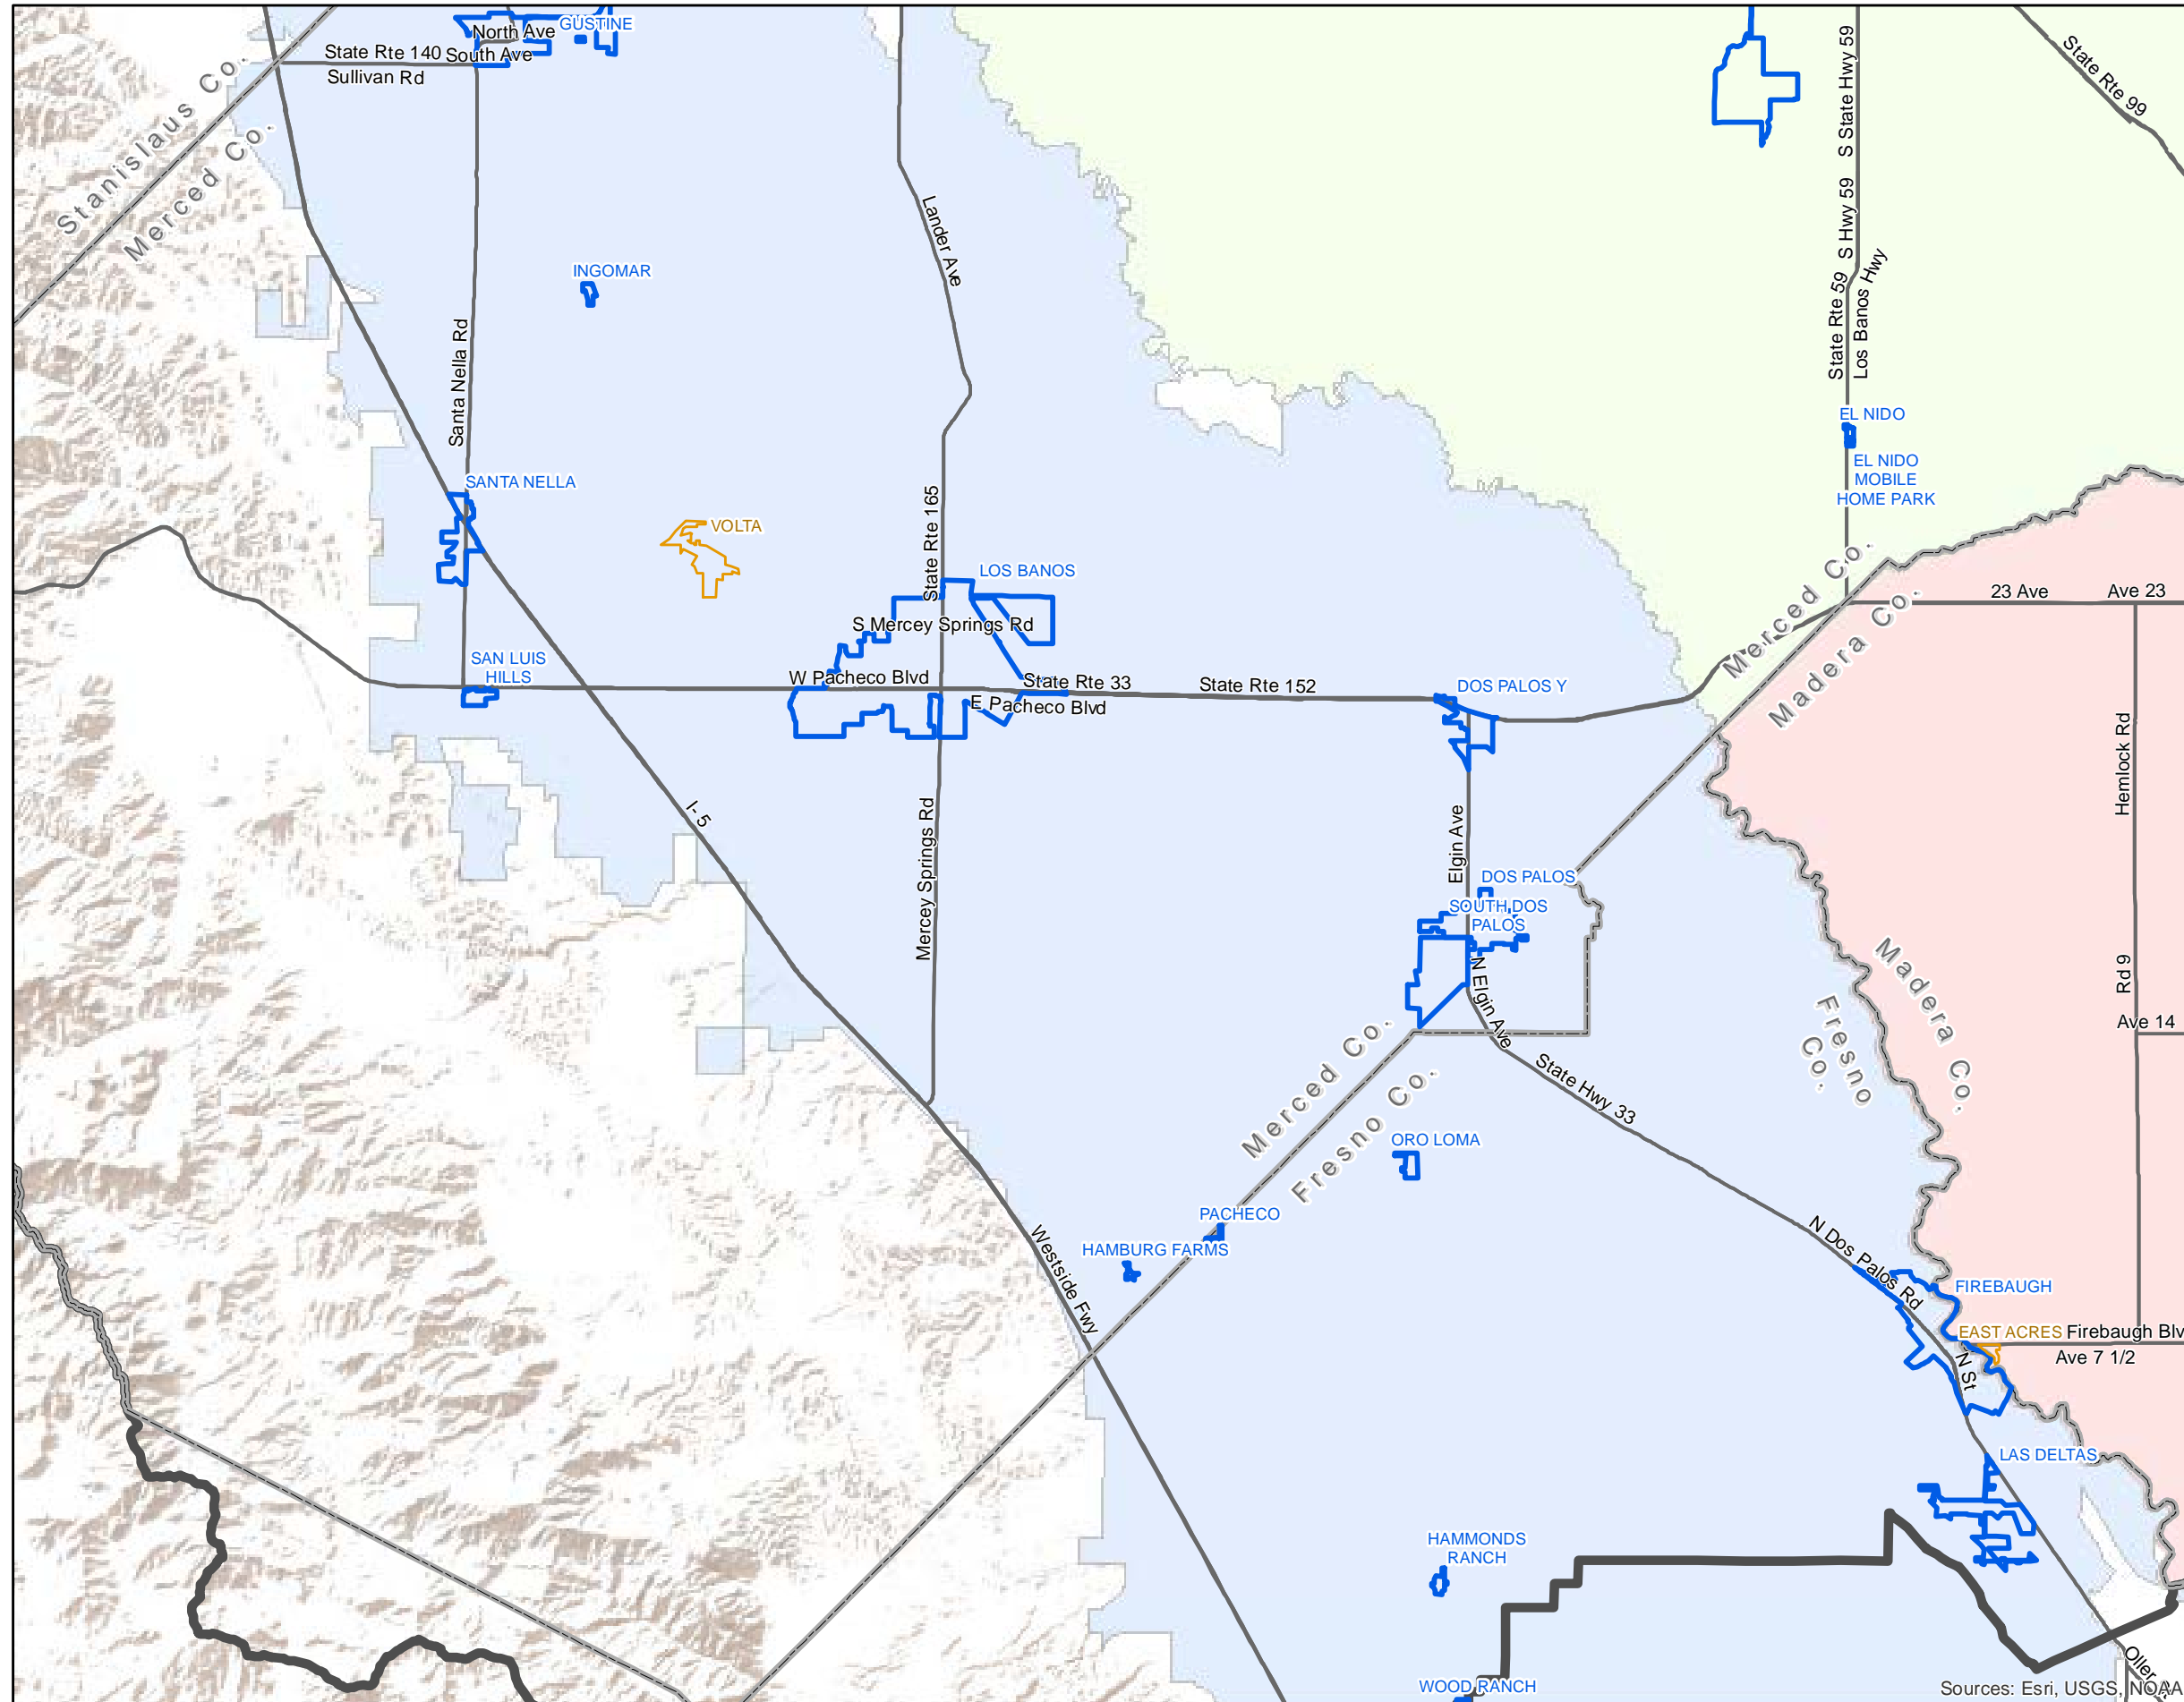 GUSTINE
North Ave
State Rte 140
South Ave
Sullivan Rd
Stanislaus Co.
Merced Co.
S State Hwy 59
State Rte 99
Lander Ave
S Hwy 59
INGOMAR
State Rte 59
Los Banos Hwy
Santa Nella Rd
EL NIDO
EL NIDO
MOBILE
HOME PARK
SANTA NELLA
VOLTA
State Rte 165
LOS BANOS
Merced Co.
Madera Co.
23 Ave
Ave 23
S Mercey Springs Rd
SAN LUIS
HILLS
W Pacheco Blvd
State Rte 33
State Rte 152
E Pacheco Blvd
DOS PALOS Y
Hemlock Rd
I-5
Mercey Springs Rd
Elgin Ave
DOS PALOS
SOUTH DOS
PALOS
N Elgin Ave
Rd 9
Ave 14
Madera Co.
Fresno
Co.
Merced Co.
Fresno Co.
State Hwy 33
ORO LOMA
PACHECO
HAMBURG FARMS
Westside Fwy
N Dos Palos Rd
FIREBAUGH
EAST ACRES
Firebaugh Blv
Ave 7 1/2
N St
LAS DELTAS
HAMMONDS
RANCH
WOOD RANCH
Oller
Sources: Esri, USGS, NOAA